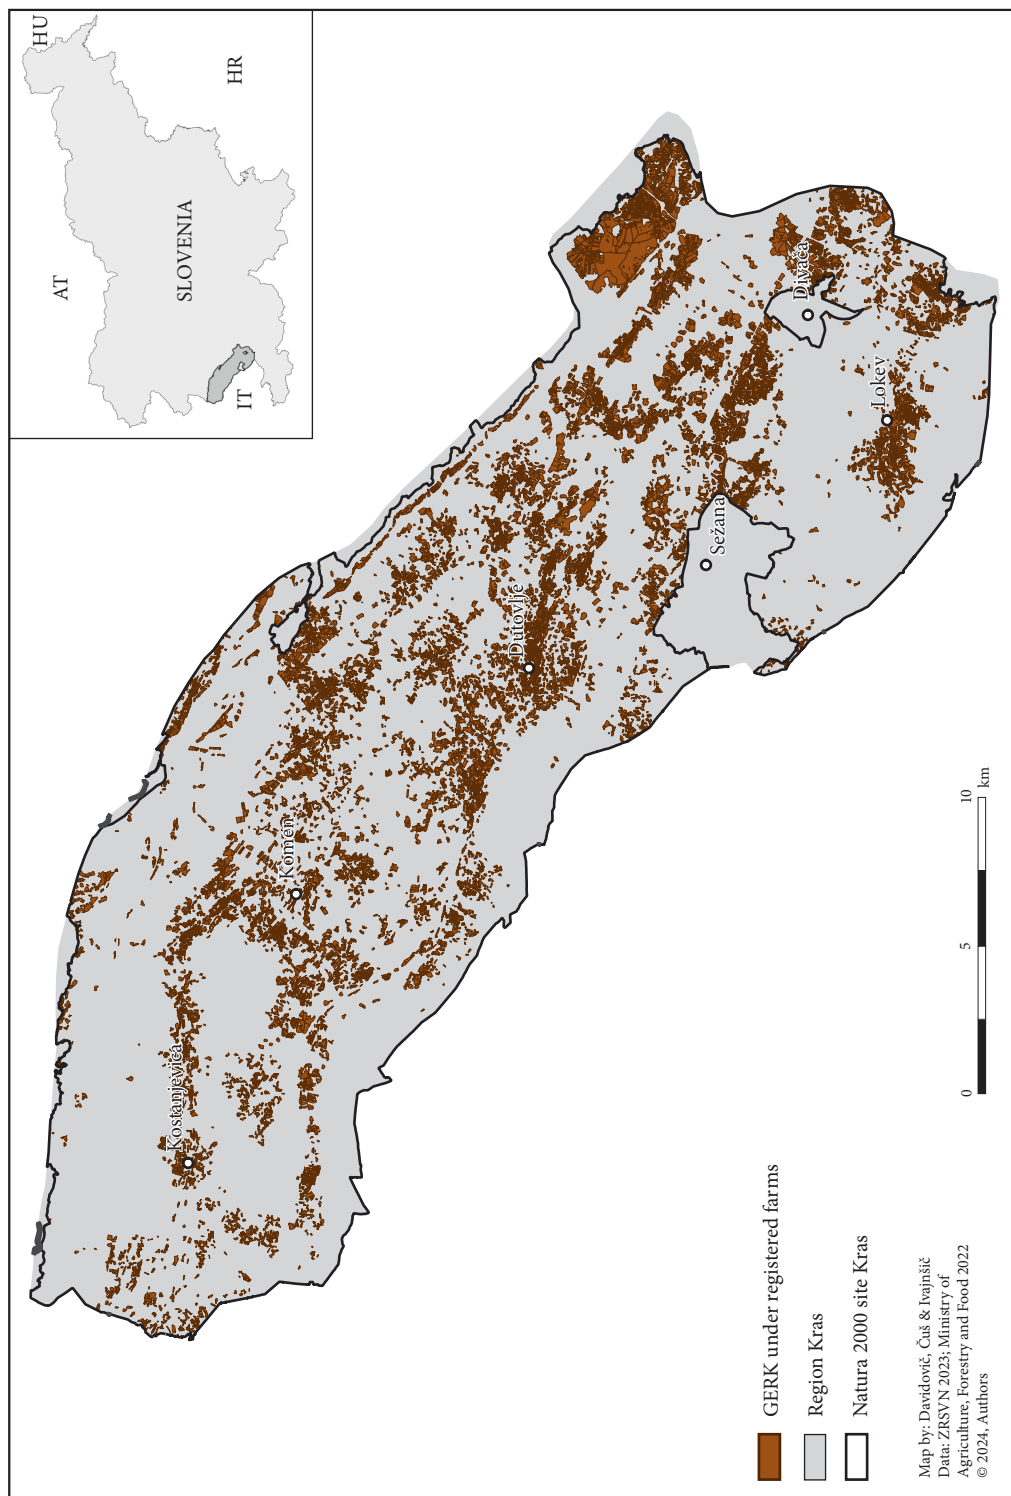 AT
HU
SLOVENIA
HR
IT
Kostanjevica
Komen
Dutovlje
Sežana
Divača
Lokev
GERK under registered farms
Region Kras
Natura 2000 site Kras
0
5
10
km
Map by: Davidovič, Čuš & Ivajnšič
Data: ZRSVN 2023; Ministry of
Agriculture, Forestry and Food 2022
© 2024, Authors